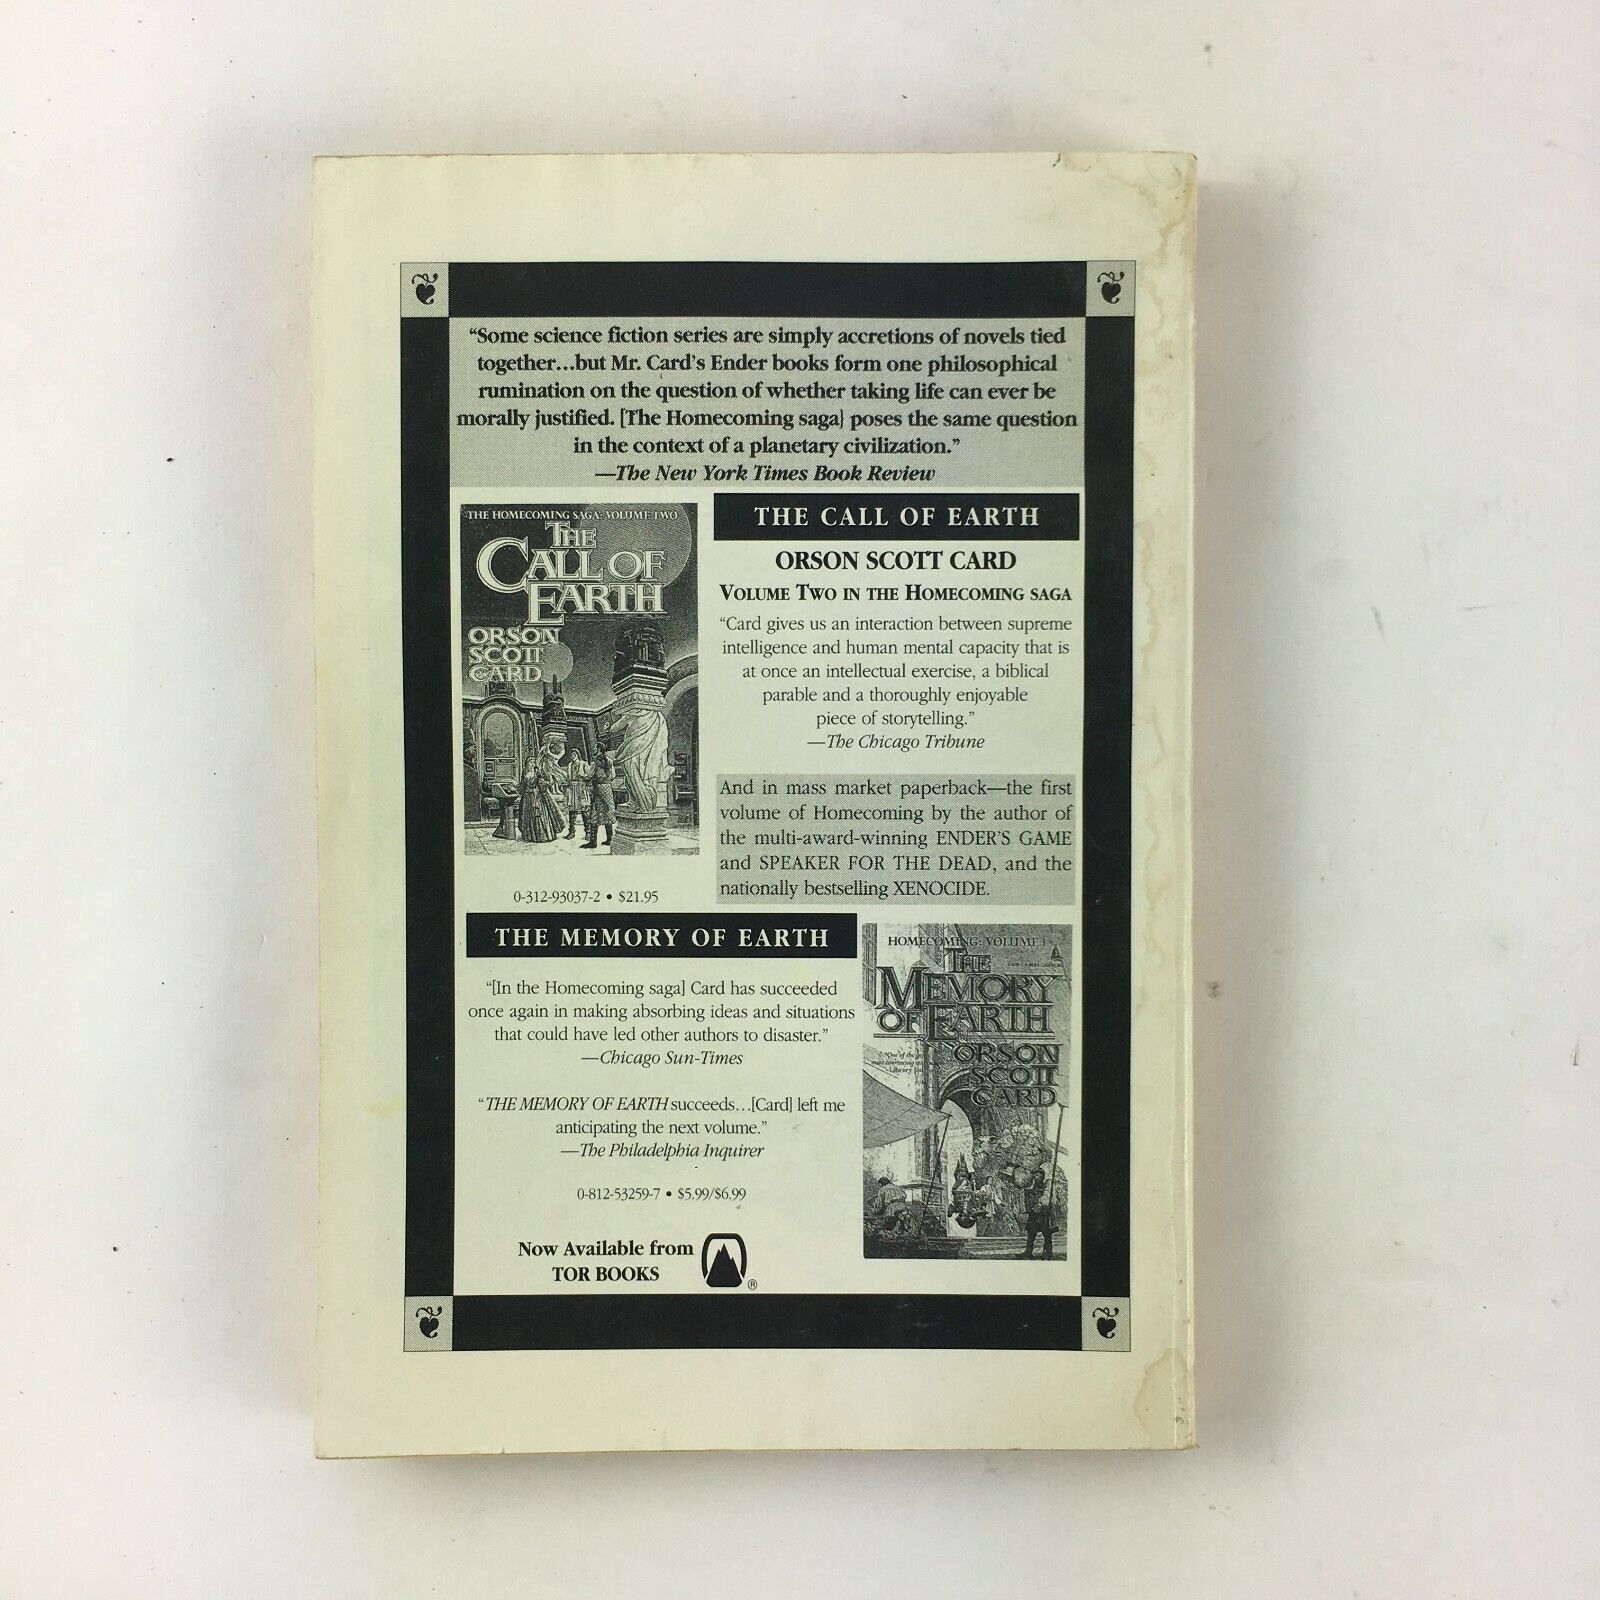 “Some science fiction series are simply accretions of novels tied
together...but Mr. Card’s Ender books form one philosophical
rumination on the question of whether taking life can ever be
morally justified. [The Homecoming saga} poses the same question
in the context of a planetary civilization.”
—The New York Times Book Review
THE HOMECOMING SAGA: VOLUME TWO
THE
CALL OF
EARTH
ORSON
SCOTT
CARD
0-312-93037-2 • $21.95
THE CALL OF EARTH
ORSON SCOTT CARD
VOLUME TWO IN THE HOMECOMING SAGA
“Card gives us an interaction between supreme
intelligence and human mental capacity that is
at once an intellectual exercise, a biblical
parable and a thoroughly enjoyable
piece of storytelling.”
—The Chicago Tribune
And in mass market paperback—the first
volume of Homecoming by the author of
the multi-award-winning ENDER’S GAME
and SPEAKER FOR THE DEAD, and the
nationally bestselling XENOCIDE.
THE MEMORY OF EARTH
“[In the Homecoming saga] Card has succeeded
once again in making absorbing ideas and situations
that could have led other authors to disaster.”
—Chicago Sun-Times
“THE MEMORY OF EARTH succeeds...[Card] left me
anticipating the next volume.”
—The Philadelphia Inquirer
0-812-53259-7 • $5.99/$6.99
HOMECOMING: VOLUME 1
THE
MEMORY
OF EARTH
ORSON
SCOTT
CARD
Now Available from
TOR BOOKS
®